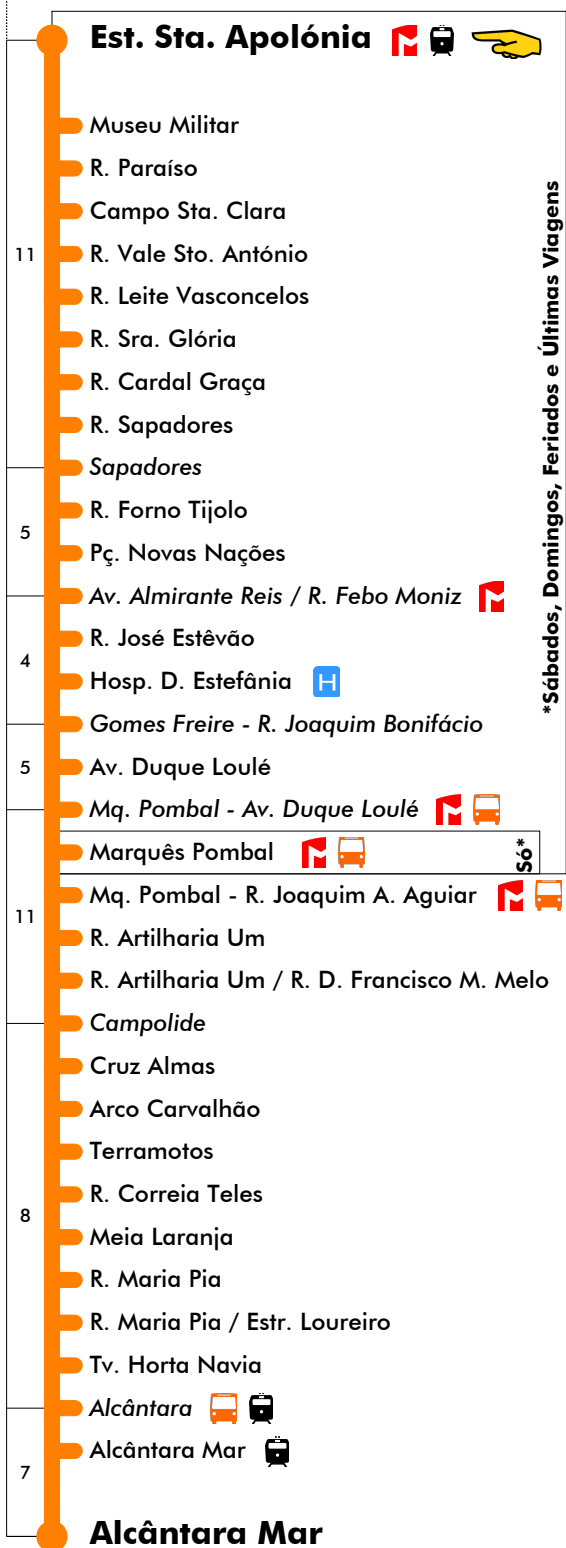 Est. Sta. Apolónia
Museu Militar
R. Paraíso
Campo Sta. Clara
11
R. Vale Sto. António
R. Leite Vasconcelos
R. Sra. Glória
R. Cardal Graça
R. Sapadores
Sapadores
R. Forno Tijolo
5
Pç. Novas Nações
Av. Almirante Reis / R. Febo Moniz
R. José Estêvão
4
Hosp. D. Estefânia H
Gomes Freire - R. Joaquim Bonifácio
5
Av. Duque Loulé
Mq. Pombal - Av. Duque Loulé
Marquês Pombal
Só*
*Sábados, Domingos, Feriados e Últimas Viagens
Mq. Pombal - R. Joaquim A. Aguiar
11
R. Artilharia Um
R. Artilharia Um / R. D. Francisco M. Melo
Campolide
Cruz Almas
Arco Carvalhão
Terramotos
R. Correia Teles
8
Meia Laranja
R. Maria Pia
R. Maria Pia / Estr. Loureiro
Tv. Horta Navia
Alcântara
Alcântara Mar
7
Alcântara Mar